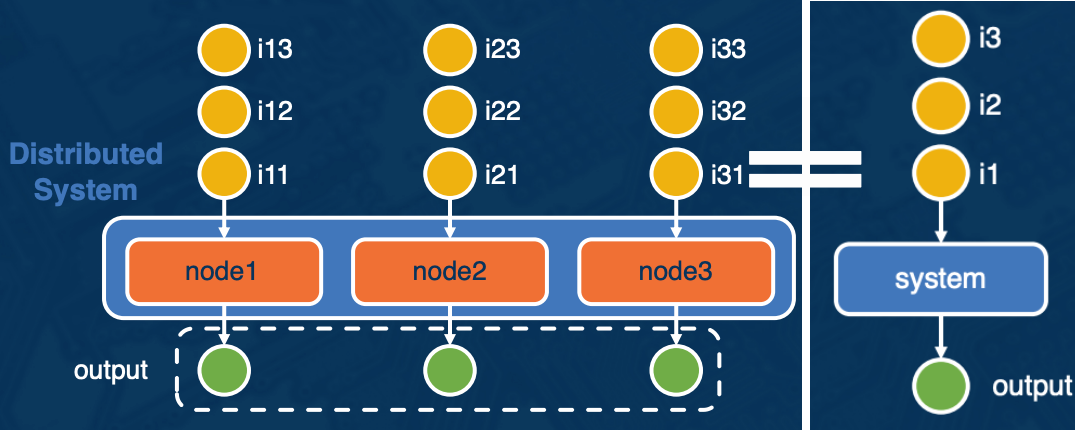 i13
i23
i33
i3
i12
i22
i32
i2
Distributed
System
i11
i21
i31
i1
node1
node2
node3
system
output
output